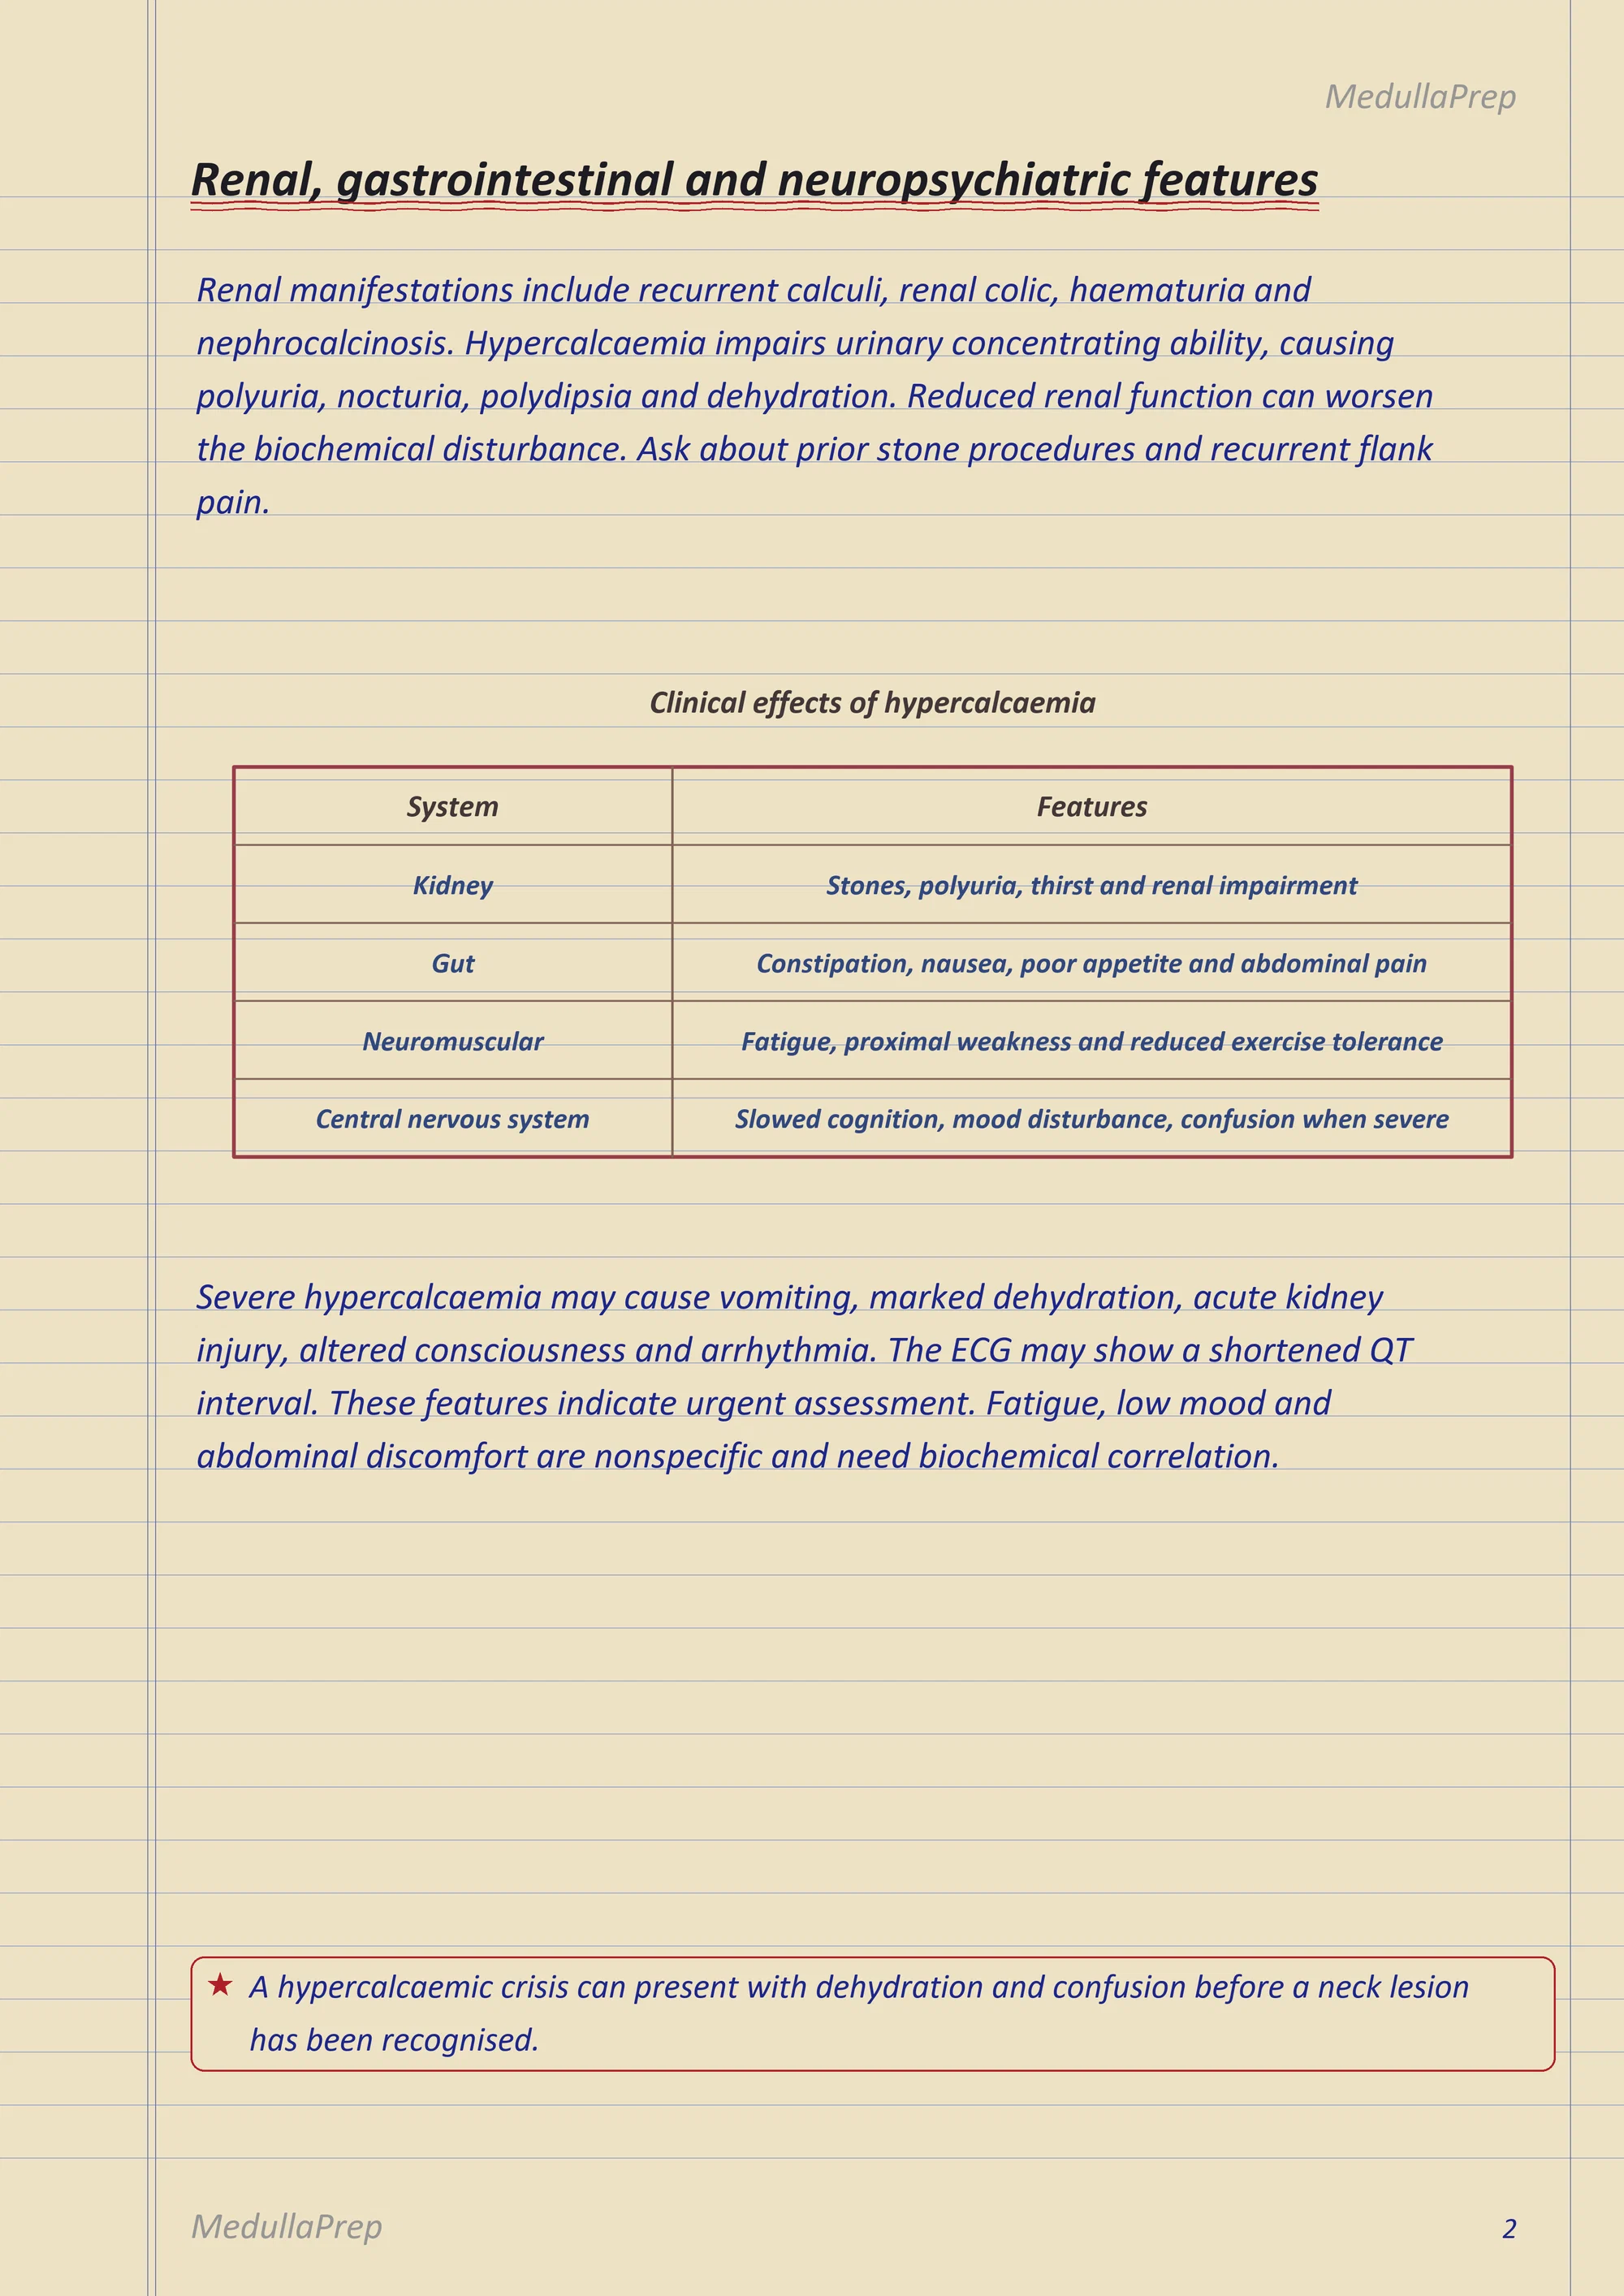 MedullaPrep
Renal, gastrointestinal and neuropsychiatric features
Renal manifestations include recurrent calculi, renal colic, haematuria and
nephrocalcinosis. Hypercalcaemia impairs urinary concentrating ability, causing
polyuria, nocturia, polydipsia and dehydration. Reduced renal function can worsen
the biochemical disturbance. Ask about prior stone procedures and recurrent flank
pain.
Clinical effects of hypercalcaemia
System Features
Kidney Stones, polyuria, thirst and renal impairment
Gut Constipation, nausea, poor appetite and abdominal pain
Neuromuscular Fatigue, proximal weakness and reduced exercise tolerance
Central nervous system Slowed cognition, mood disturbance, confusion when severe
Severe hypercalcaemia may cause vomiting, marked dehydration, acute kidney
injury, altered consciousness and arrhythmia. The ECG may show a shortened QT
interval. These features indicate urgent assessment. Fatigue, low mood and
abdominal discomfort are nonspecific and need biochemical correlation.
★ A hypercalcaemic crisis can present with dehydration and confusion before a neck lesion
has been recognised.
MedullaPrep 2